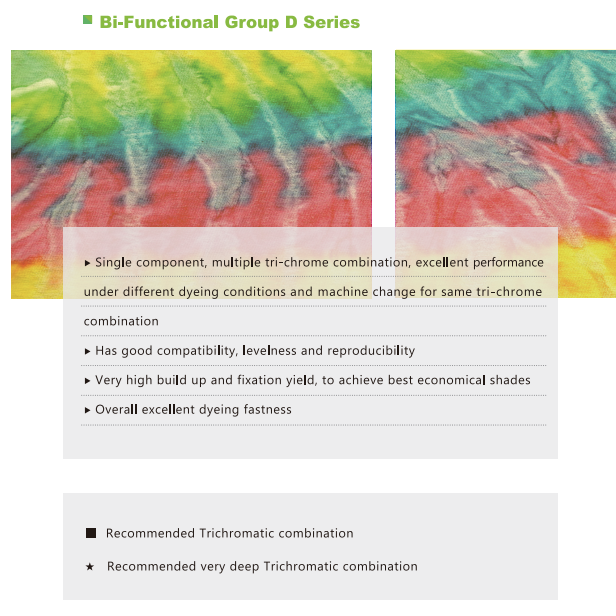 Bi-Functional Group D Series
▸ Single component, multiple tri-chrome combination, excellent performance
under different dyeing conditions and machine change for same tri-chrome
combination
▸ Has good compatibility, levelness and reproducibility
▸ Very high build up and fixation yield, to achieve best economical shades
▸ Overall excellent dyeing fastness
■ Recommended Trichromatic combination
★ Recommended very deep Trichromatic combination